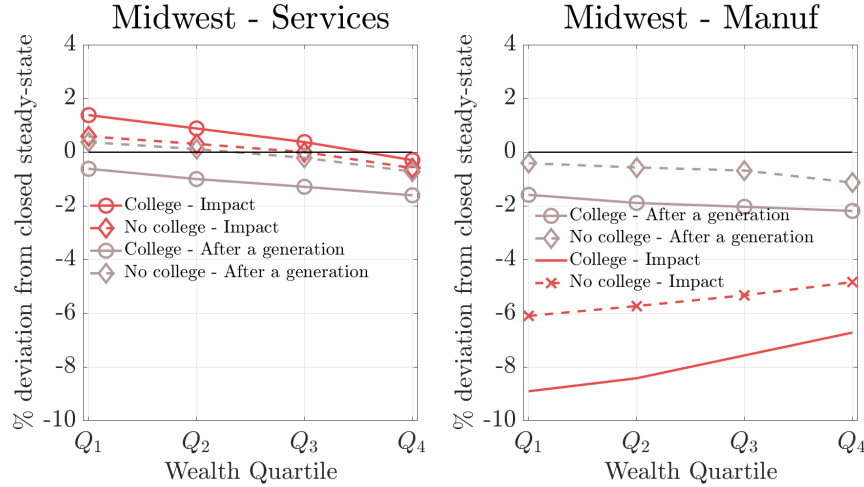 Midwest - Services
% deviation from closed steady-state
4
2
0
-2
-4
-6
-8
-10
College - Impact
No college - Impact
College - After a generation
No college - After a generation
Q1 Q2 Q3 Q4
Wealth Quartile
Midwest - Manuf
% deviation from closed steady-state
4
2
0
-2
-4
-6
-8
-10
College - After a generation
No college - After a generation
College - Impact
No college - Impact
Q1 Q2 Q3 Q4
Wealth Quartile